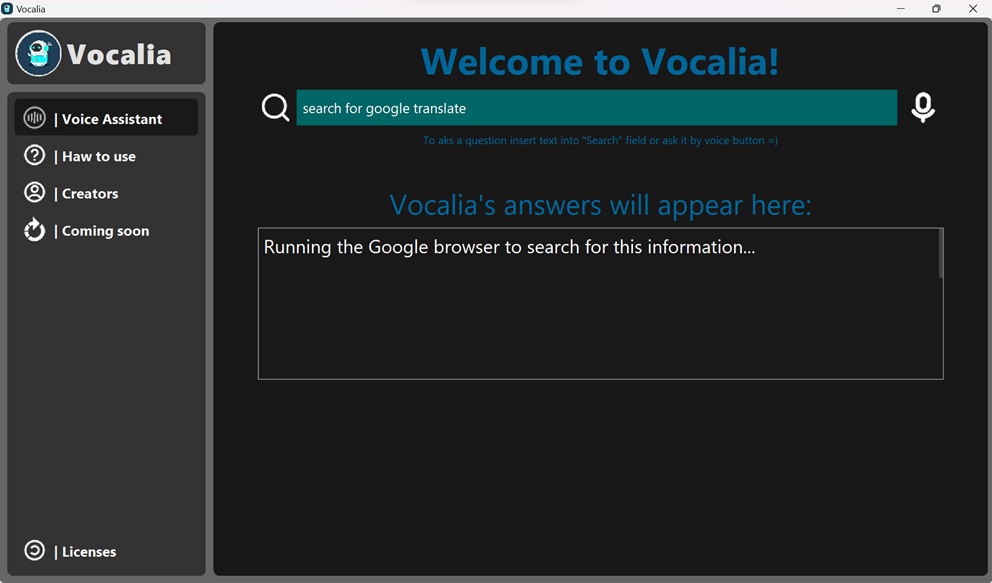 Vocalia
Vocalia
| Voice Assistant
| Haw to use
| Creators
| Coming soon
| Licenses
Welcome to Vocalia!
search for google translate
To aks a question insert text into "Search" field or ask it by voice button =)
Vocalia's answers will appear here:
Running the Google browser to search for this information...